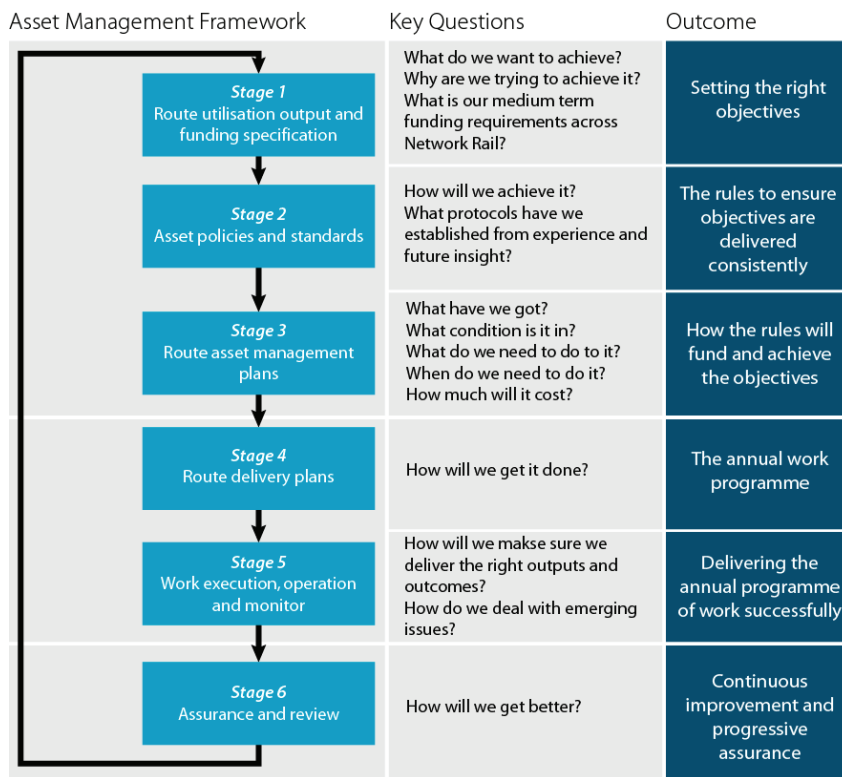 Asset Management Framework
Key Questions
Outcome
Stage 1
Route utilisation output and
funding specification
What do we want to achieve?
Why are we trying to achieve it?
What is our medium term
funding requirements across
Network Rail?
Setting the right
objectives
Stage 2
Asset policies and standards
How will we achieve it?
What protocols have we
established from experience and
future insight?
The rules to ensure
objectives are
delivered
consistently
Stage 3
Route asset management
plans
What have we got?
What condition is it in?
What do we need to do to it?
When do we need to do it?
How much will it cost?
How the rules will
fund and achieve
the objectives
Stage 4
Route delivery plans
How will we get it done?
The annual work
programme
Stage 5
Work execution, operation
and monitor
How will we makse sure we
deliver the right outputs and
outcomes?
How do we deal with emerging
issues?
Delivering the
annual programme
of work successfully
Stage 6
Assurance and review
How will we get better?
Continuous
improvement and
progressive
assurance